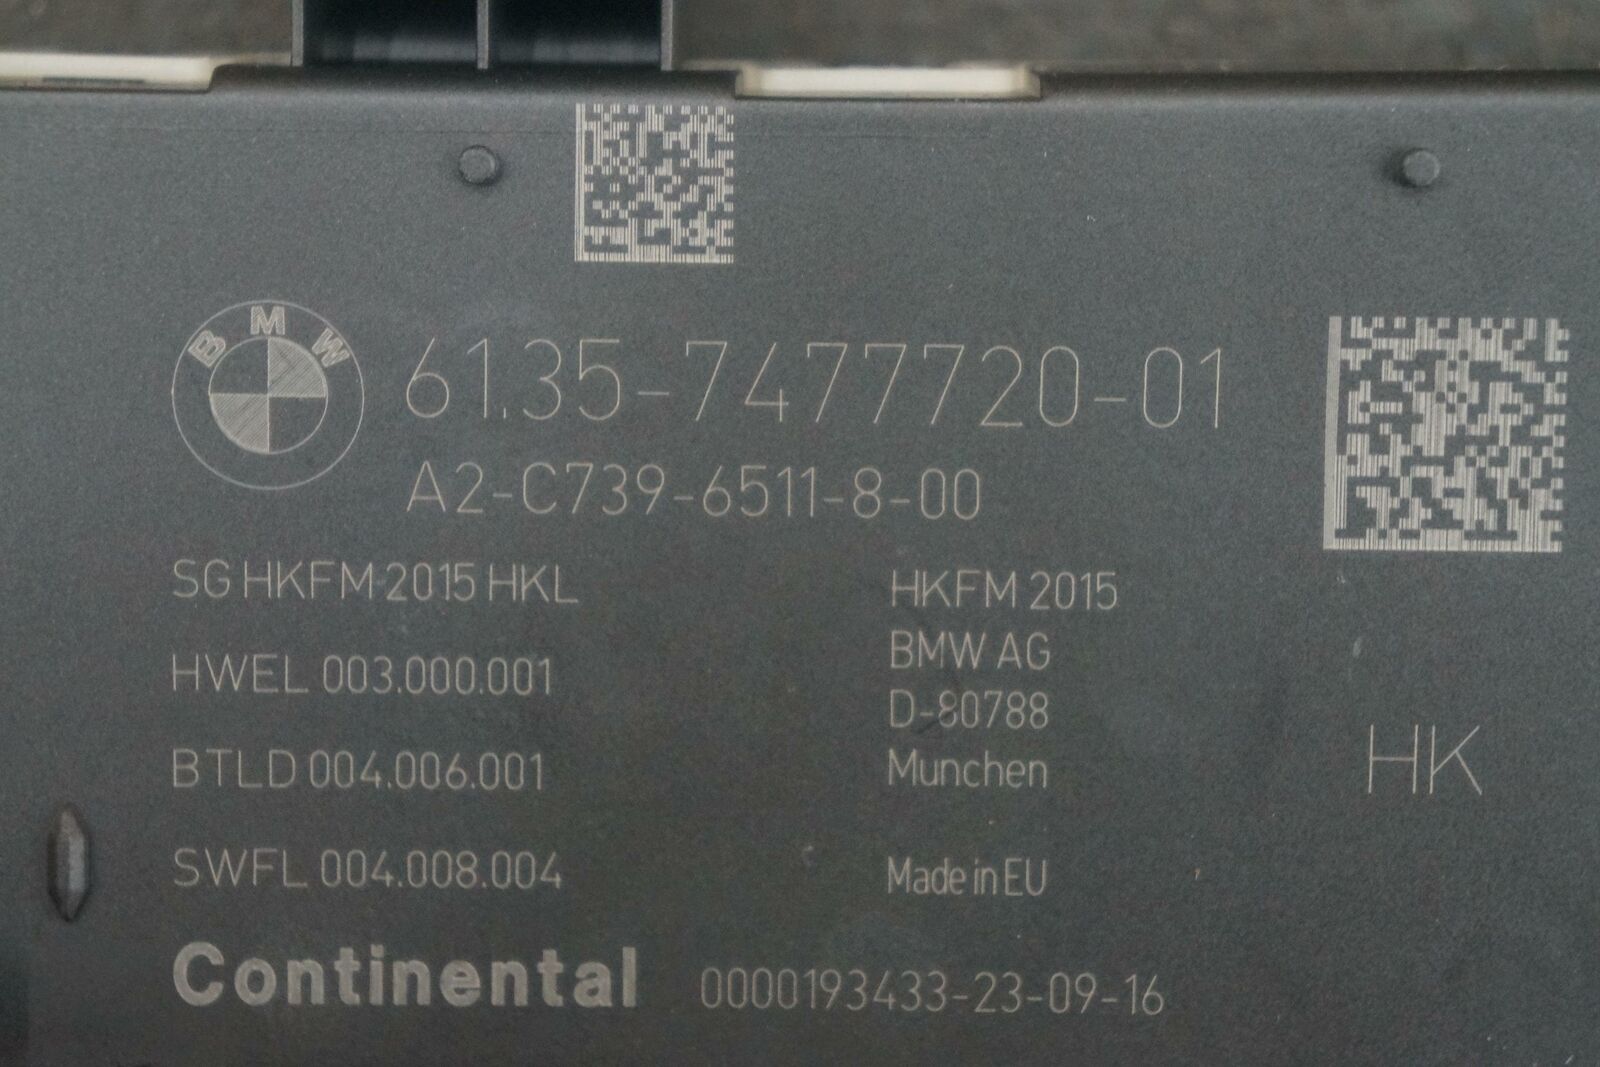 BMW
61.35-7477720-01
A2-C739-6511-8-00
SG HKFM-2015 HKL
HWEL 003.000.001
BTLD 004.006.001
SWFL 004.008.004
HKFM 2015
BMW AG
D-80788
Munchen
Made in EU
HK
Continental 0000193433-23-09-16